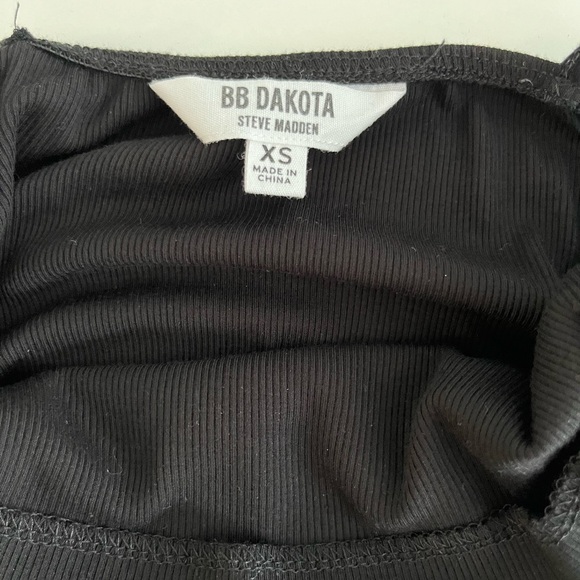 BB DAKOTA
STEVE MADDEN
XS
MADE IN
CHINA